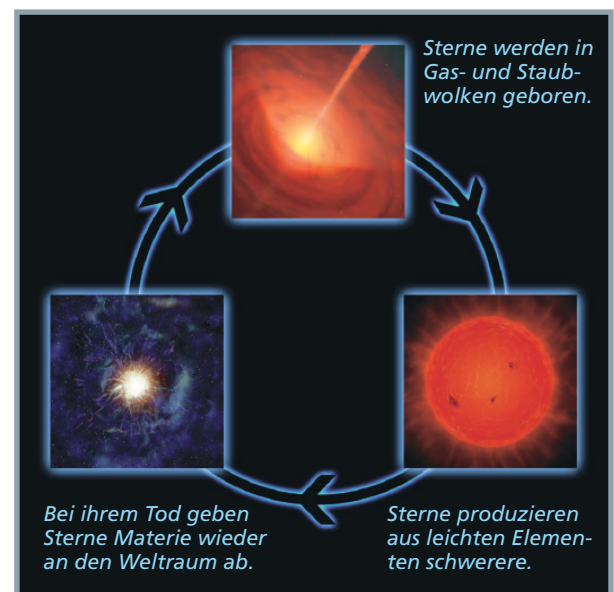 Sterne werden in
Gas- und Staub-
wolken geboren.
Bei ihrem Tod geben
Sterne Materie wieder
an den Weltraum ab.
Sterne produzieren
aus leichten Elemen-
ten schwerere.